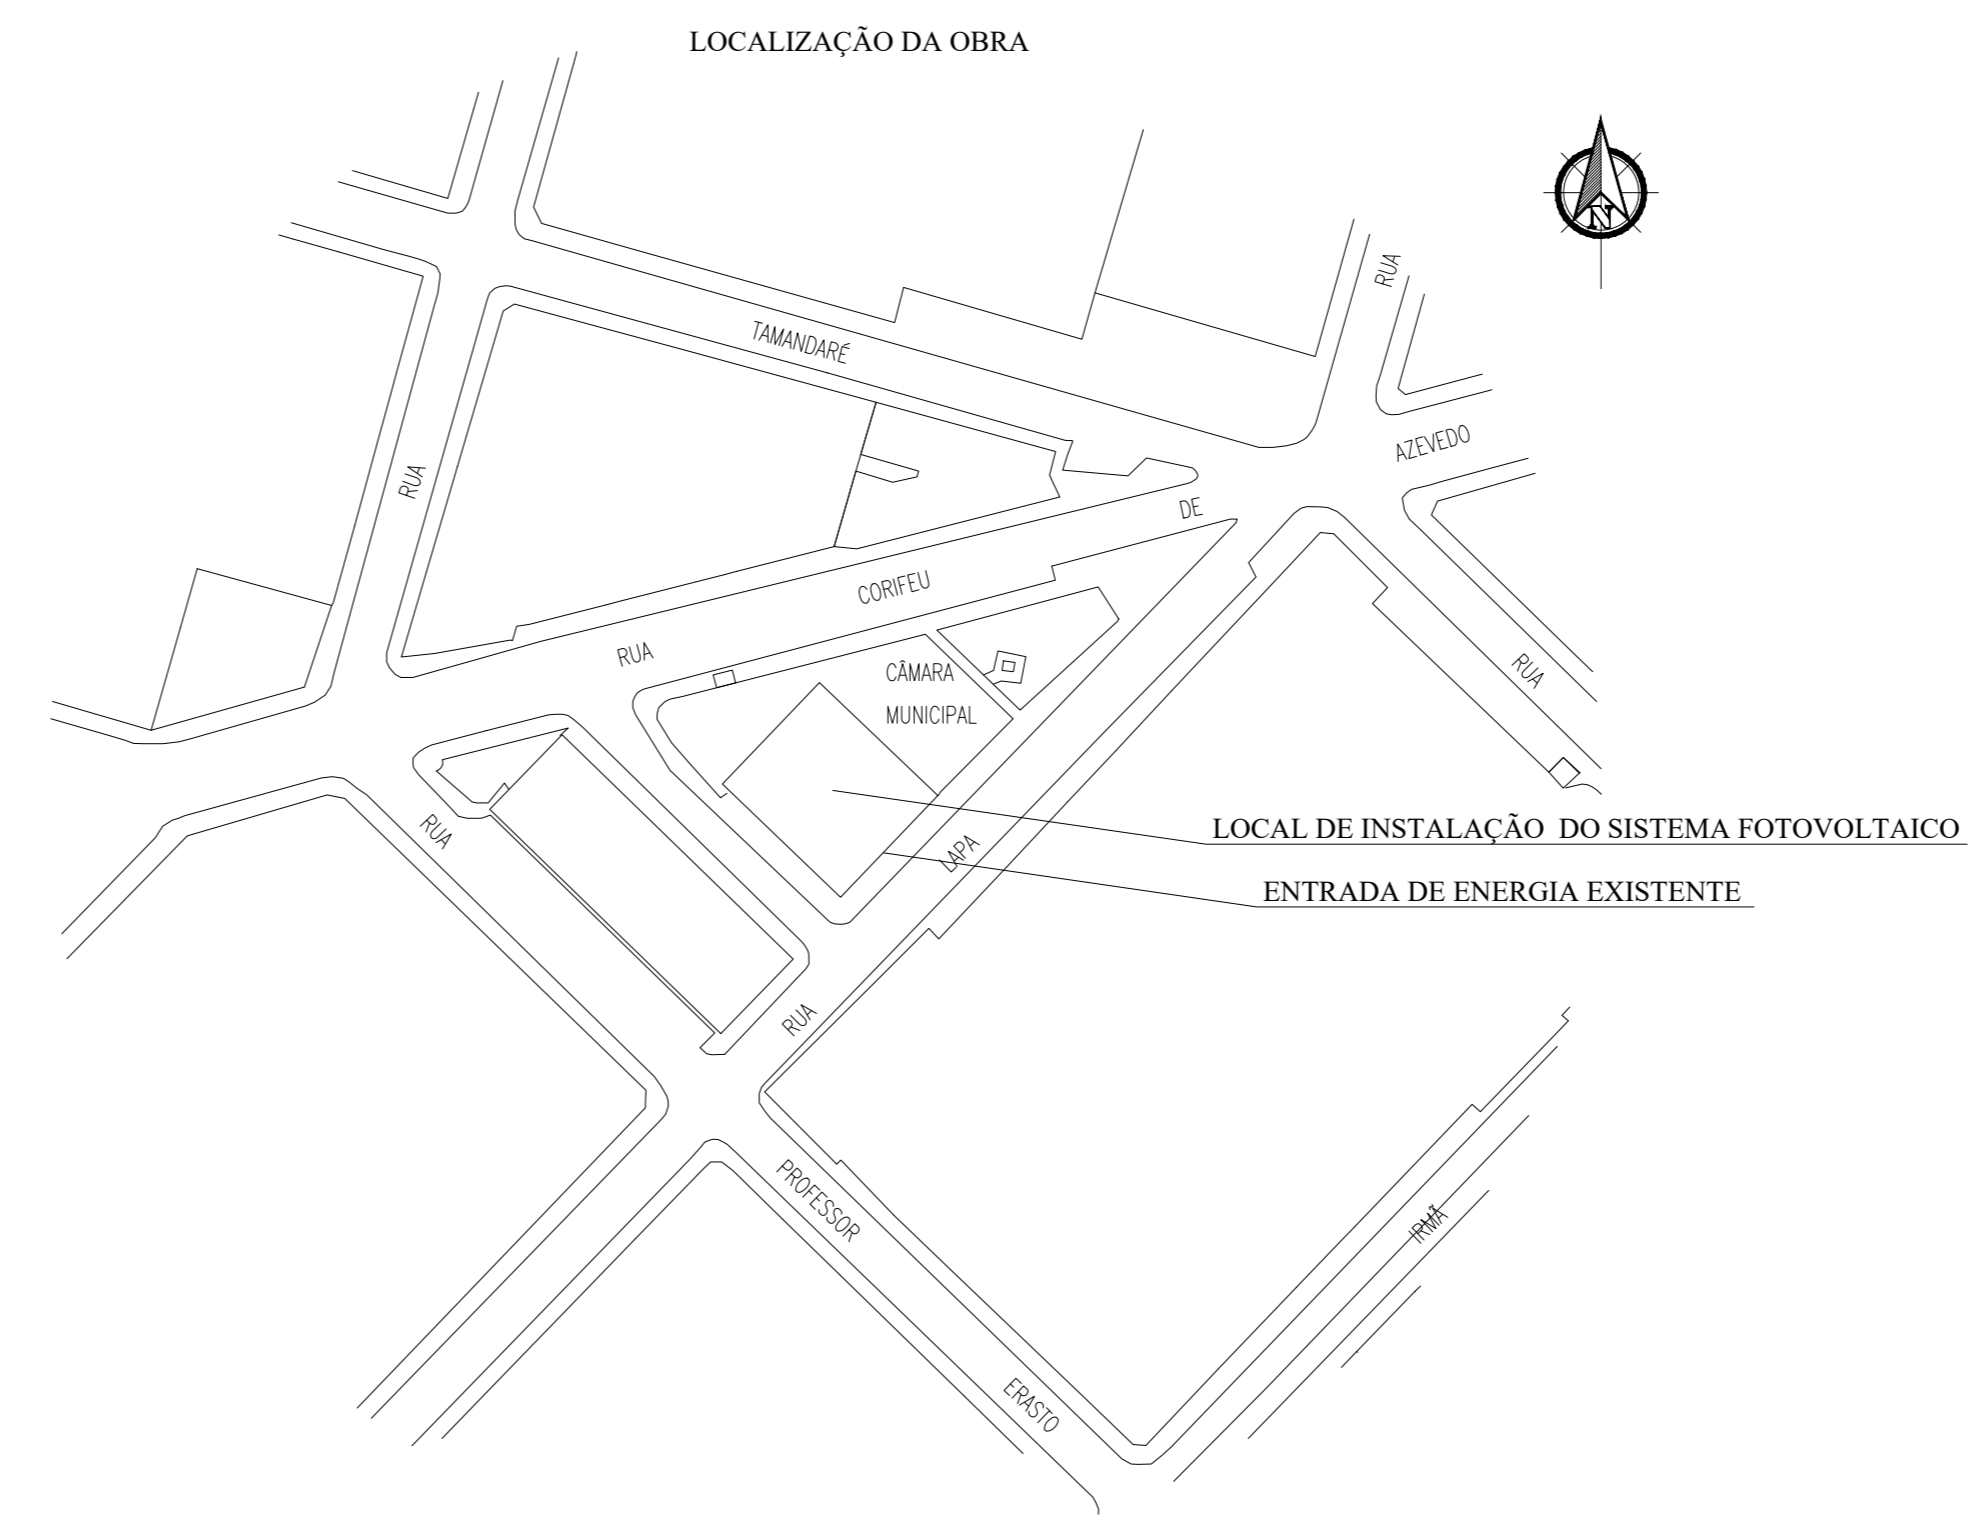 LOCALIZAÇÃO DA OBRA
N
RUA
TAMANDARÉ
AZEVEDO
RUA
DE
CORIFEU
RUA
RUA
CÂMARA
MUNICIPAL
RUA
LOCAL DE INSTALAÇÃO DO SISTEMA FOTOVOLTAICO
LAPA
ENTRADA DE ENERGIA EXISTENTE
RUA
PROFESSOR
IRMÃ
ERASTO